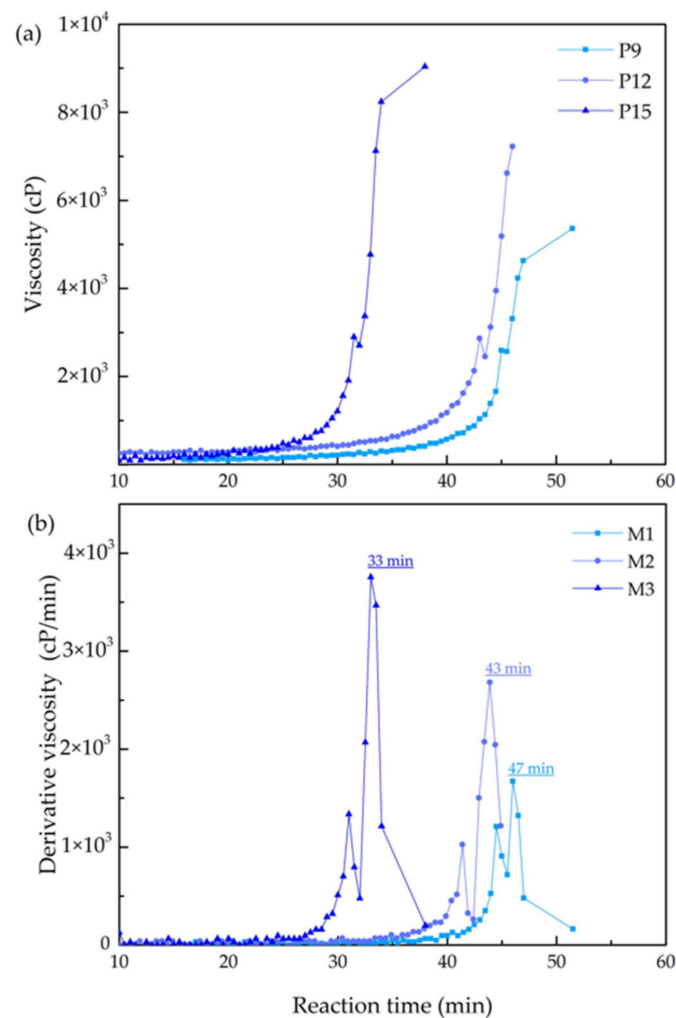 (a)
1×10⁴
8×10³
6×10³
4×10³
2×10³
Viscosity (cP)
P9
P12
P15
10 20 30 40 50 60
(b)
4×10³
3×10³
2×10³
1×10³
0
Derivative viscosity (cP/min)
M1
M2
M3
33 min
43 min
47 min
10 20 30 40 50 60
Reaction time (min)